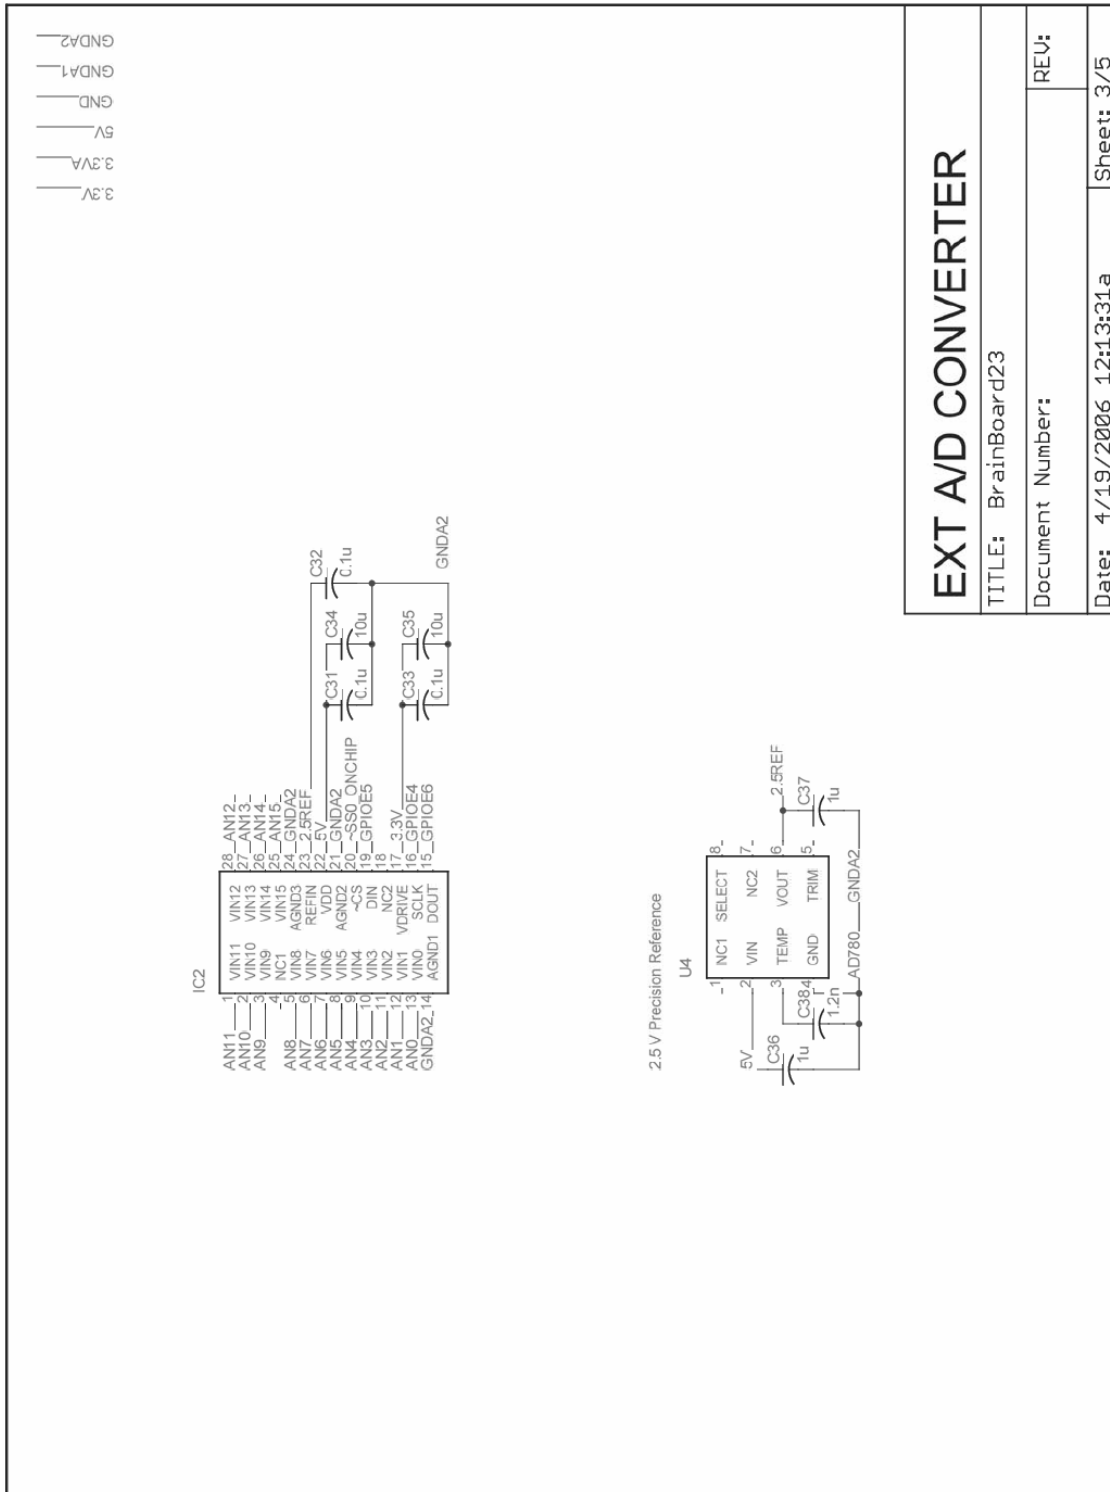 GNDA2
GNDA1
GND
5V
3.3VA
3.3V
IC2
AN11 1 VIN11 VIN12 28 AN12
AN10 2 VIN10 VIN13 27 AN13
AN9 3 VIN9 VIN14 26 AN14
4 NC1 VIN15 25 AN15
AN8 5 VIN8 AGND3 24 GNDA2
AN7 6 VIN7 REFIN 23 2.5REF
AN6 7 VIN6 VDD 22 5V
AN5 8 VIN5 AGND2 21 GNDA2
AN4 9 VIN4 ~CS 20 ~SS0_ONCHIP
AN3 10 VIN3 DIN 19 GPIOE5
AN2 11 VIN2 NC2 18
AN1 12 VIN1 VDRIVE 17 3.3V
AN0 13 VIN0 SCLK 16 GPIOE4
GNDA2 14 AGND1 DOUT 15 GPIOE6
C32
0.1u
C31
0.1u
C34
10u
C33
0.1u
C35
10u
GNDA2
2.5 V Precision Reference
U4
1 NC1 SELECT 8
5V 2 VIN NC2 7
3 TEMP VOUT 6 2.5REF
4 GND TRIM 5
AD780
GNDA2
C36
1u
C38
1.2n
C37
1u
EXT A/D CONVERTER
TITLE: BrainBoard23
Document Number:
REV:
Date: 4/19/2006 12:13:31a
Sheet: 3/5